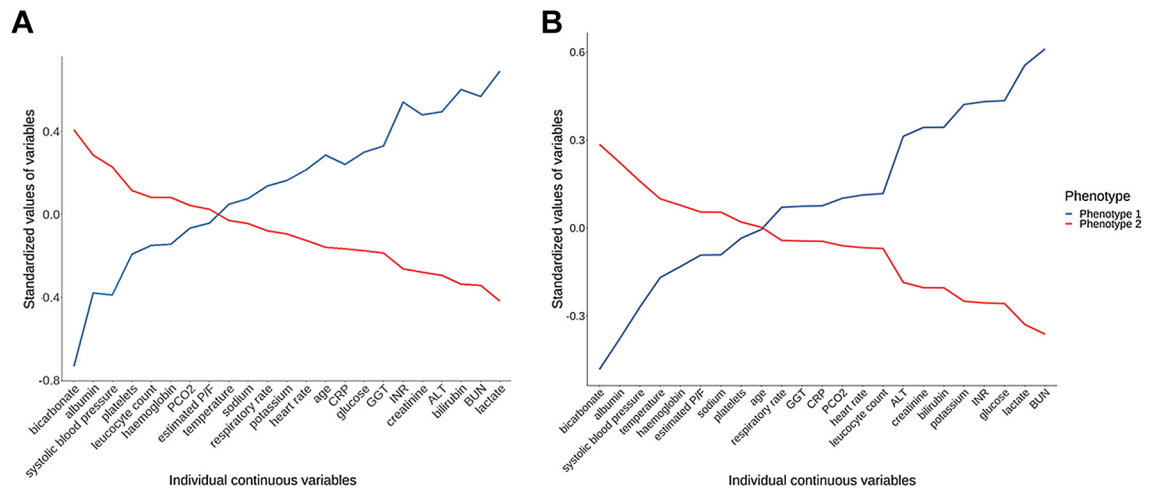 A
Standardized values of variables
0.4
0.0
-0.4
-0.8
bicarbonate
albumin
systolic blood pressure
platelets
leucocyte count
haemoglobin
PCO2
estimated P/F
temperature
sodium
respiratory rate
potassium
heart rate
age
CRP
glucose
GGT
INR
creatinine
ALT
bilirubin
BUN
lactate
Individual continuous variables
B
Standardized values of variables
0.6
0.3
0.0
-0.3
bicarbonate
albumin
systolic blood pressure
temperature
haemoglobin
estimated P/F
sodium
platelets
age
respiratory rate
GGT
CRP
PCO2
heart rate
leucocyte count
ALT
creatinine
bilirubin
potassium
INR
glucose
lactate
BUN
Individual continuous variables
Phenotype
Phenotype 1
Phenotype 2